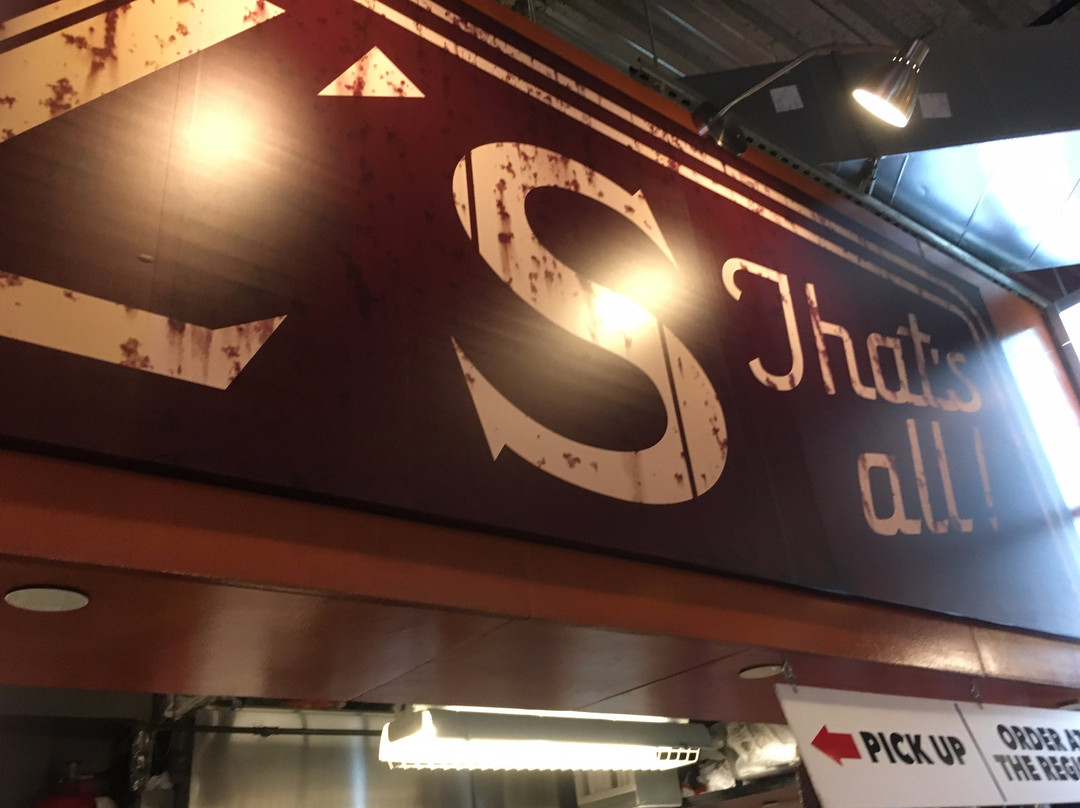 S
That's
all!
PICK UP
ORDER AT
THE REGI